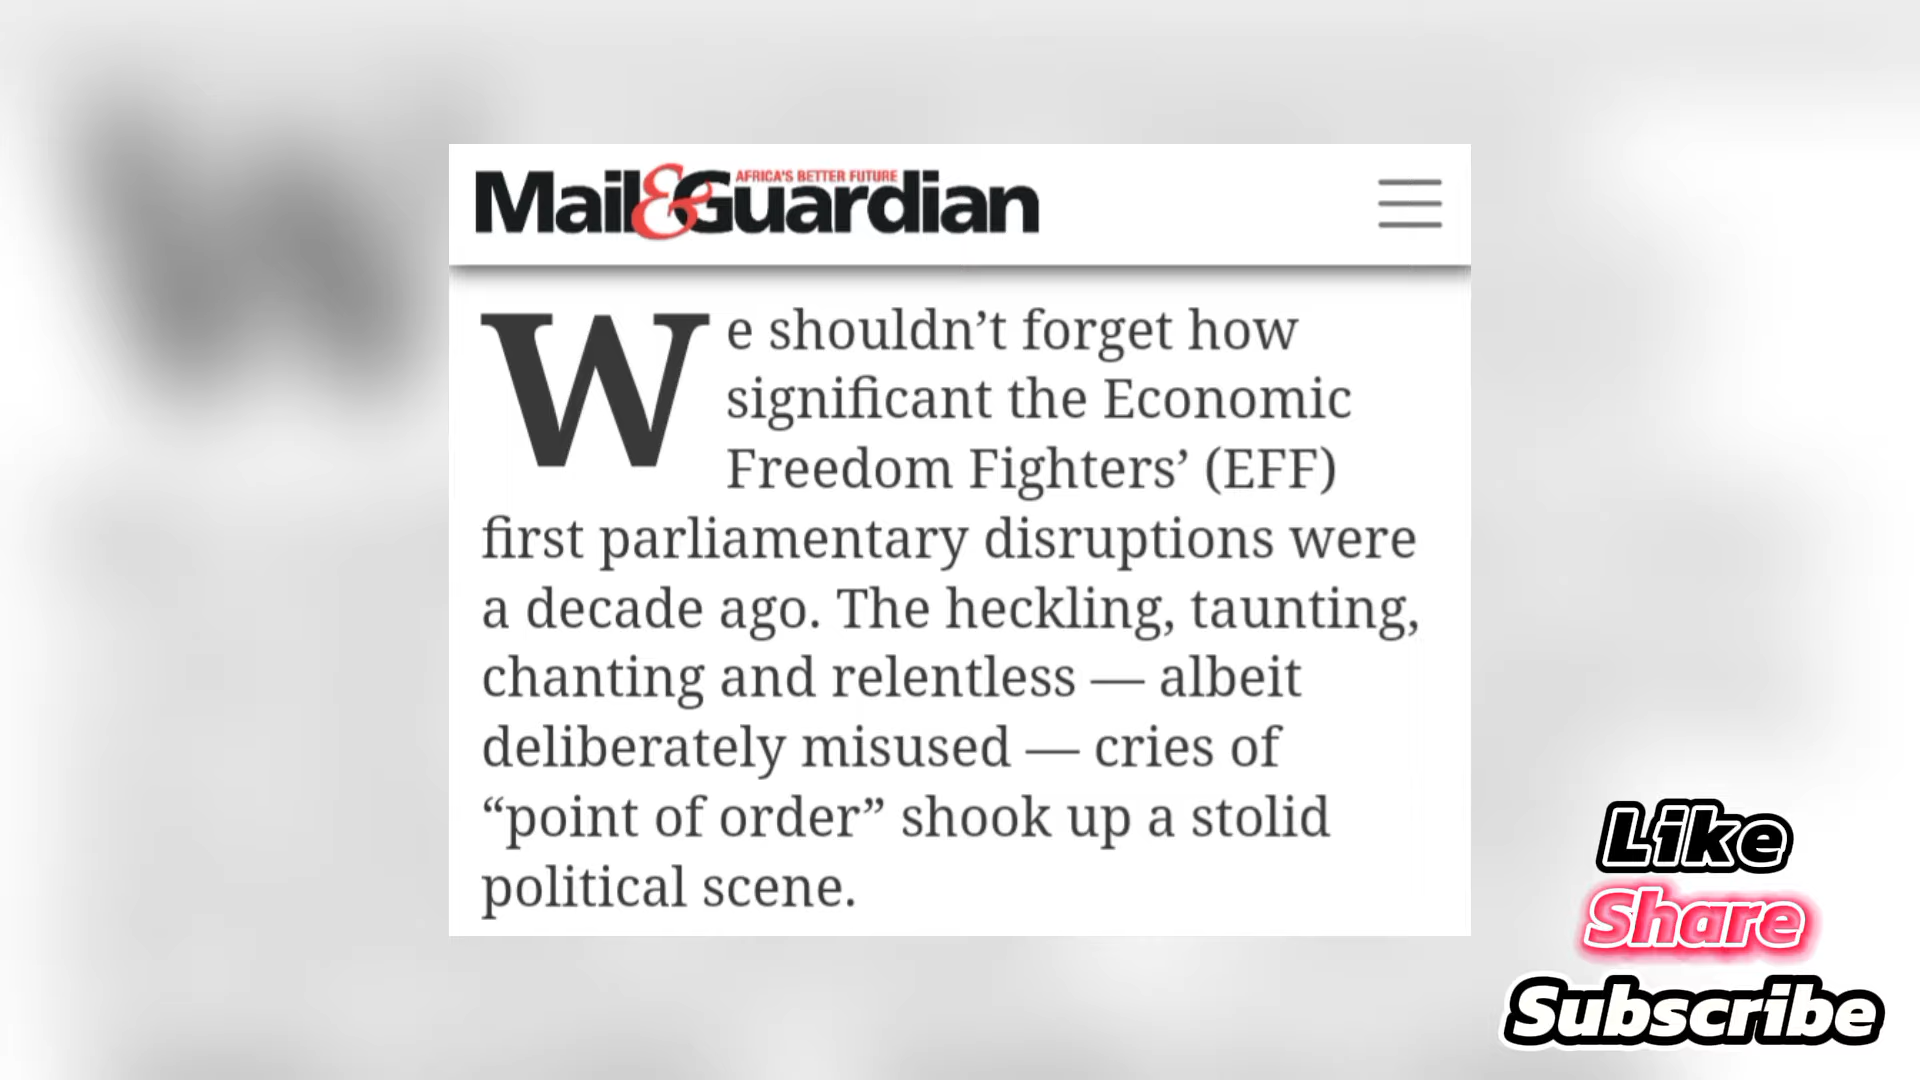 Mail&Guardian
AFRICA'S BETTER FUTURE
We shouldn’t forget how
significant the Economic
Freedom Fighters’ (EFF)
first parliamentary disruptions were
a decade ago. The heckling, taunting,
chanting and relentless — albeit
deliberately misused — cries of
“point of order” shook up a stolid
political scene.
Like
Share
Subscribe